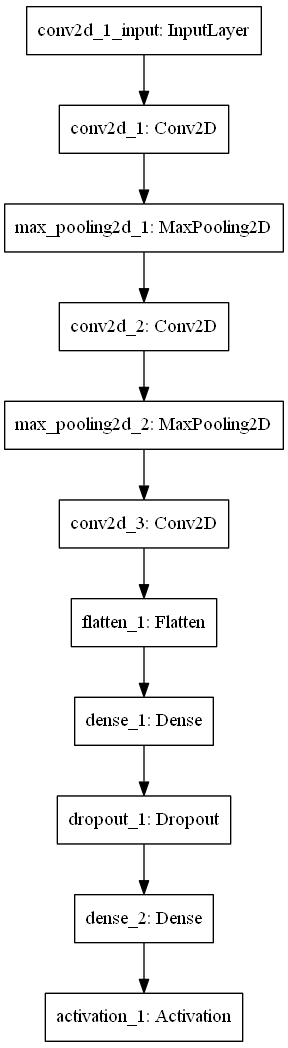 conv2d_1_input: InputLayer
conv2d_1: Conv2D
max_pooling2d_1: MaxPooling2D
conv2d_2: Conv2D
max_pooling2d_2: MaxPooling2D
conv2d_3: Conv2D
flatten_1: Flatten
dense_1: Dense
dropout_1: Dropout
dense_2: Dense
activation_1: Activation